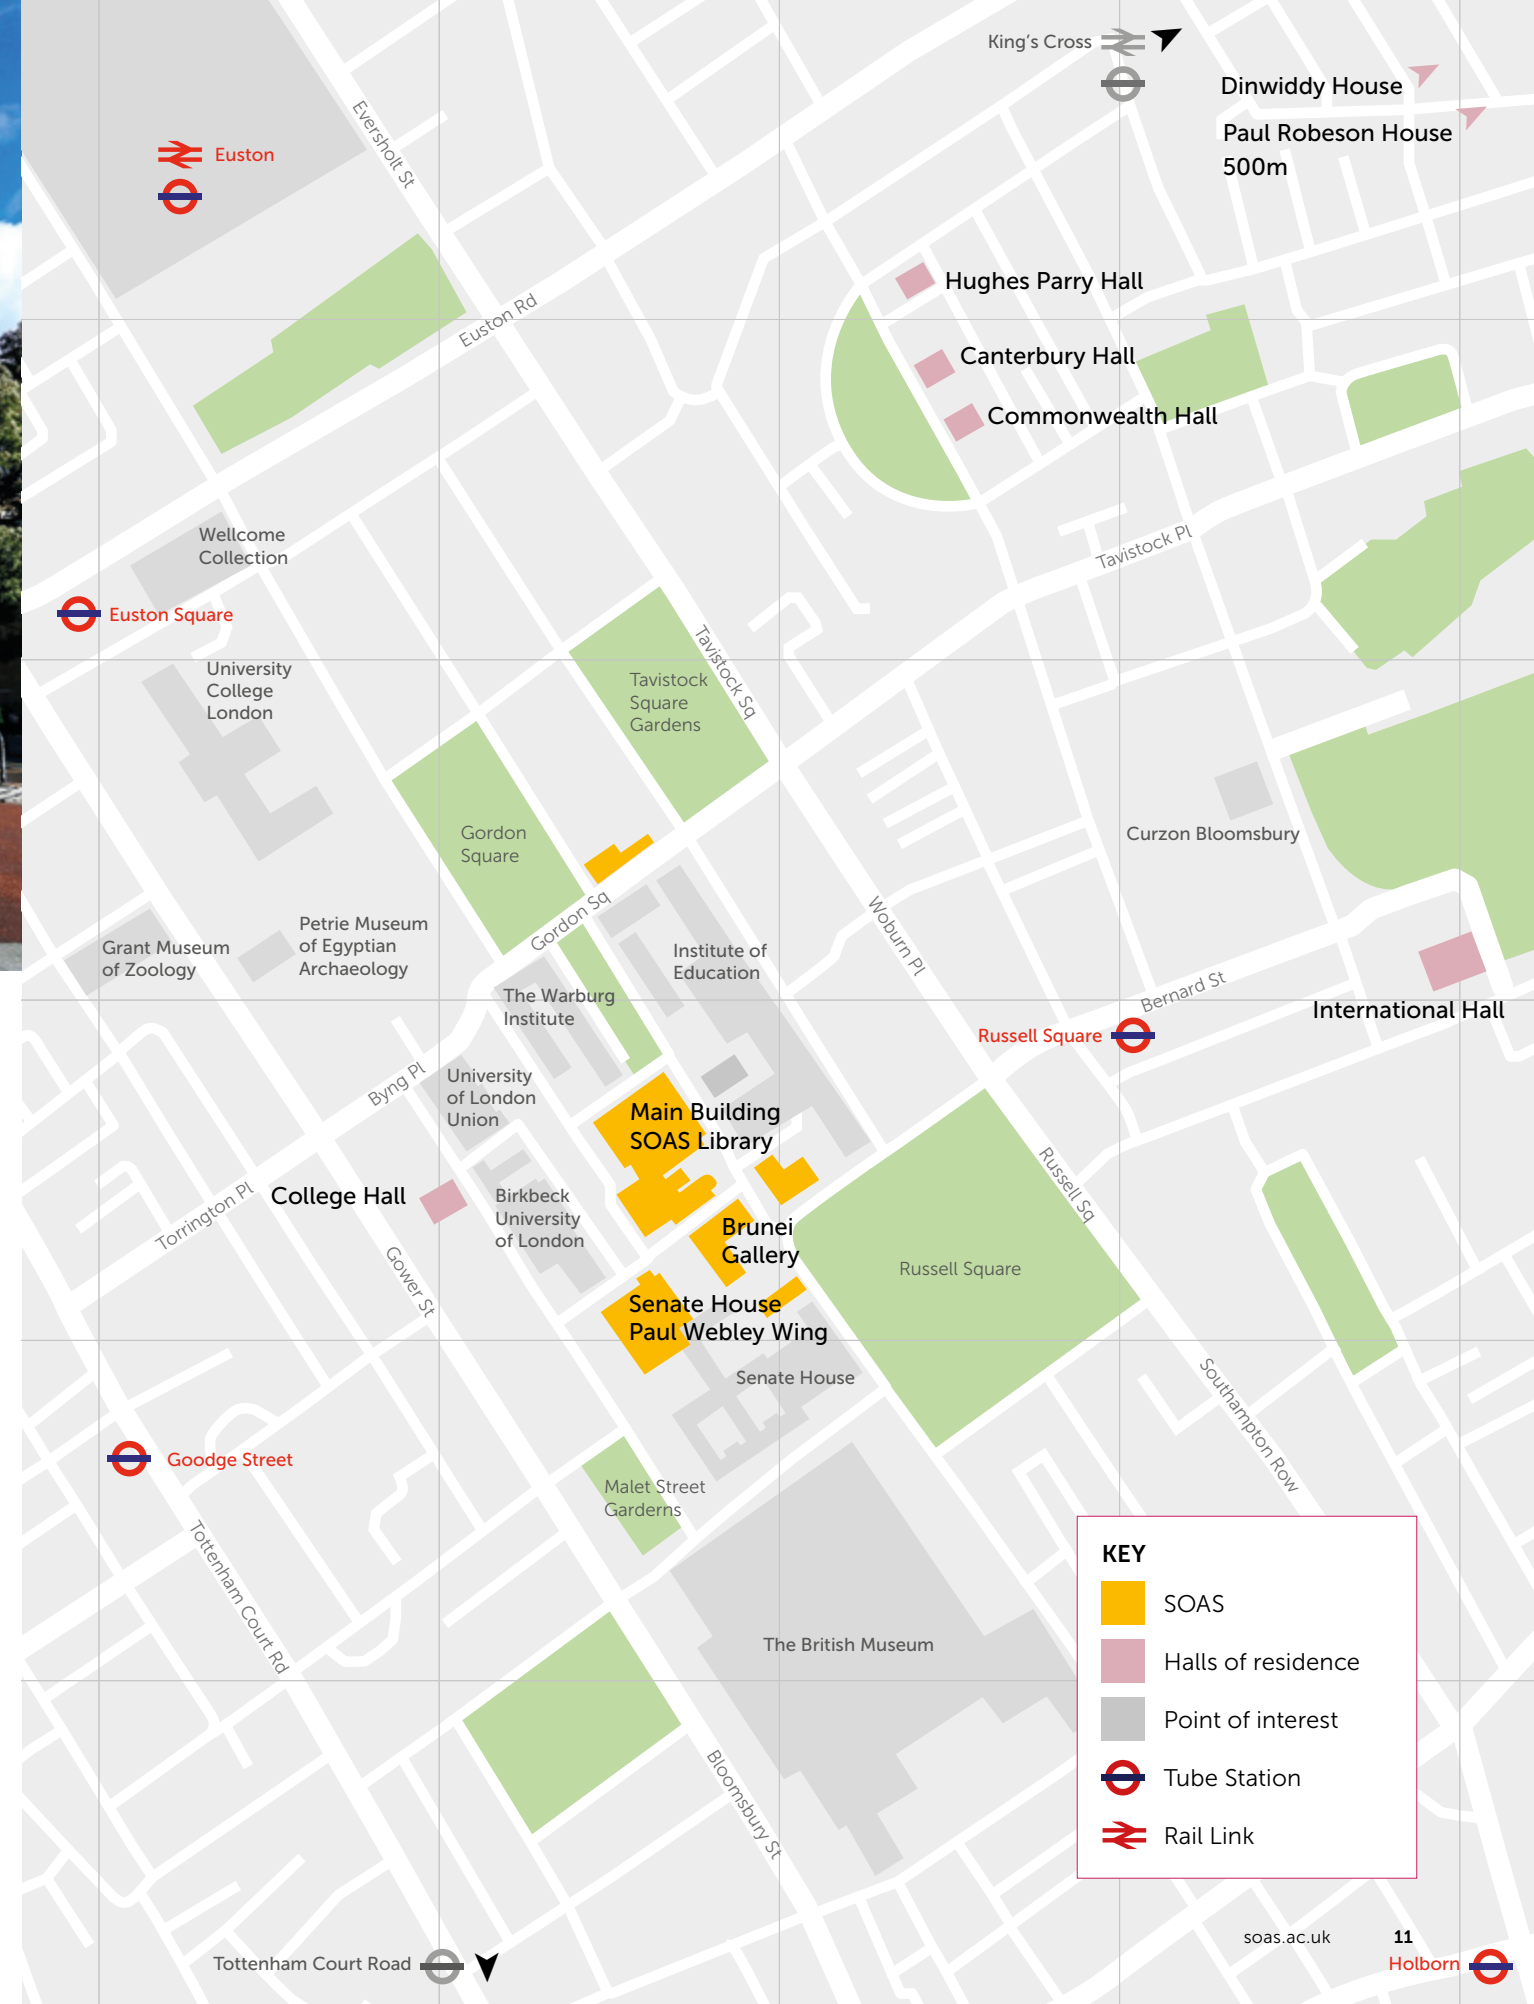 King's Cross
Dinwiddy House
Paul Robeson House
500m
Eversholt St
Euston
Hughes Parry Hall
Euston Rd
Canterbury Hall
Commonwealth Hall
Wellcome
Collection
Tavistock Pl
Euston Square
University
College
London
Tavistock Sq
Tavistock
Square
Gardens
Gordon
Square
Curzon Bloomsbury
Gordon Sq
Woburn Pl
Petrie Museum
of Egyptian
Archaeology
Grant Museum
of Zoology
Institute of
Education
The Warburg
Institute
Bernard St
International Hall
Russell Square
Byng Pl
University
of London
Union
Main Building
SOAS Library
Russell Sq
Torrington Pl
College Hall
Birkbeck
University
of London
Brunei
Gallery
Gower St
Russell Square
Senate House
Paul Webley Wing
Senate House
Southampton Row
Goodge Street
Malet Street
Garderns
Tottenham Court Rd
The British Museum
Bloomsbury St
KEY
SOAS
Halls of residence
Point of interest
Tube Station
Rail Link
soas.ac.uk 11
Tottenham Court Road
Holborn